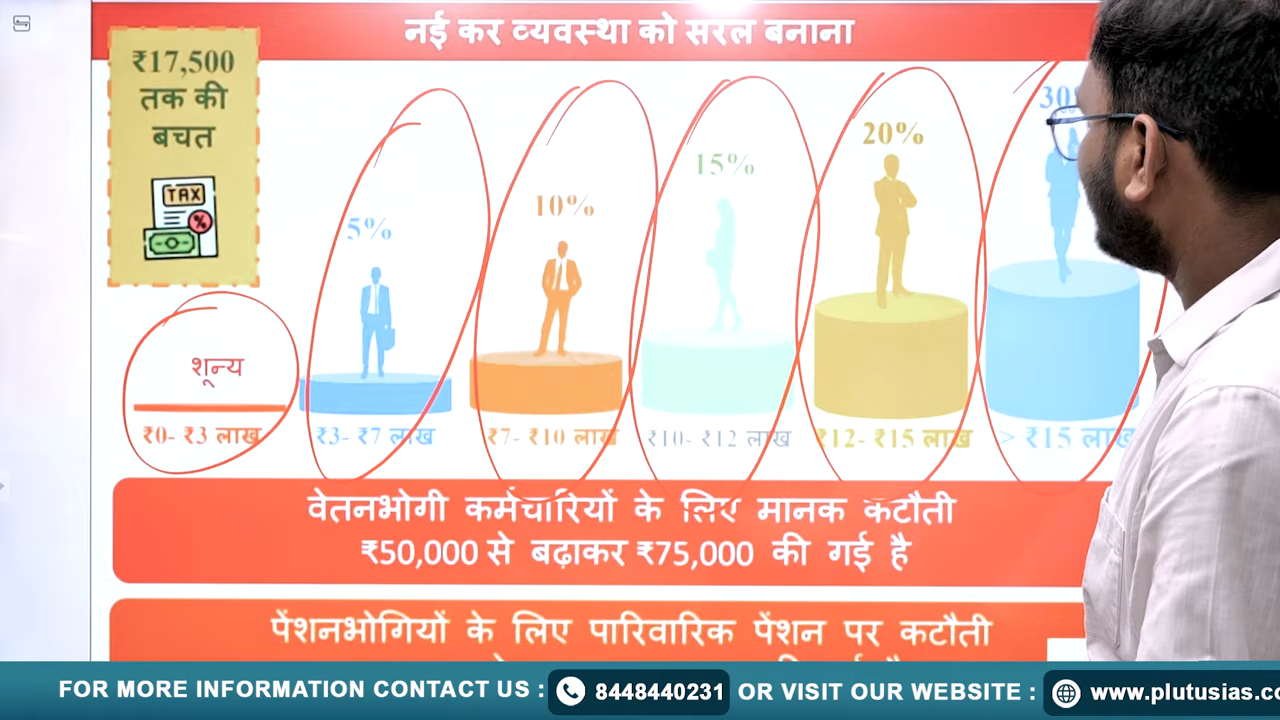 नई कर व्यवस्था को सरल बनाना
₹17,500
तक की
बचत
TAX
%
5%
10%
15%
20%
शून्य
₹0- ₹3 लाख
₹3- ₹7 लाख
₹7- ₹10 लाख
₹10- ₹12 लाख
₹12- ₹15 लाख
> ₹15 लाख
वेतनभोगी कर्मचारियों के लिए मानक कटौती
₹50,000 से बढ़ाकर ₹75,000 की गई है
पेंशनभोगियों के लिए पारिवारिक पेंशन पर कटौती
FOR MORE INFORMATION CONTACT US : 8448440231 OR VISIT OUR WEBSITE : www.plutusias.co